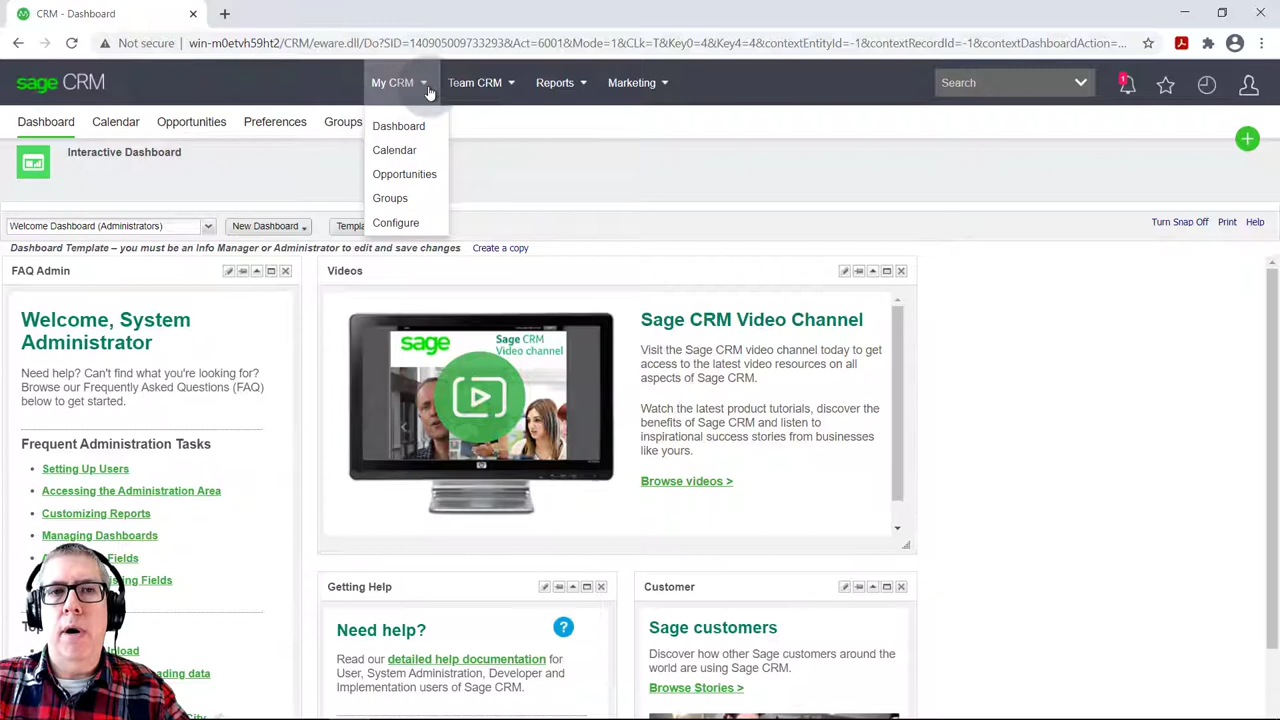 CRM - Dashboard
Not secure win-m0etvh59ht2/CRM/eware.dll/Do?SID=140905009733293&Act=6001&Mode=1&CLk=T&Key0=4&Key4=4&contextEntityId=-1&contextRecordId=-1&contextDashboardAction=...
sage CRM
My CRM
Team CRM
Reports
Marketing
Search
1
Dashboard
Calendar
Opportunities
Preferences
Groups
Dashboard
Calendar
Opportunities
Groups
Configure
Interactive Dashboard
Welcome Dashboard (Administrators)
New Dashboard
Templa
Turn Snap Off
Print
Help
Dashboard Template – you must be an Info Manager or Administrator to edit and save changes
Create a copy
FAQ Admin
Welcome, System
Administrator
Need help? Can't find what you're looking for?
Browse our Frequently Asked Questions (FAQ)
below to get started.
Frequent Administration Tasks
Setting Up Users
Accessing the Administration Area
Customizing Reports
Managing Dashboards
Fields
sting Fields
To
pload
ading data
City
Videos
sage
Sage CRM
Video channel
Sage CRM Video Channel
Visit the Sage CRM video channel today to get
access to the latest video resources on all
aspects of Sage CRM.
Watch the latest product tutorials, discover the
benefits of Sage CRM and listen to
inspirational success stories from businesses
like yours.
Browse videos >
Getting Help
Need help?
?
Read our detailed help documentation for
User, System Administration, Developer and
Implementation users of Sage CRM.
Customer
Sage customers
Discover how other Sage customers around the
world are using Sage CRM.
Browse Stories >